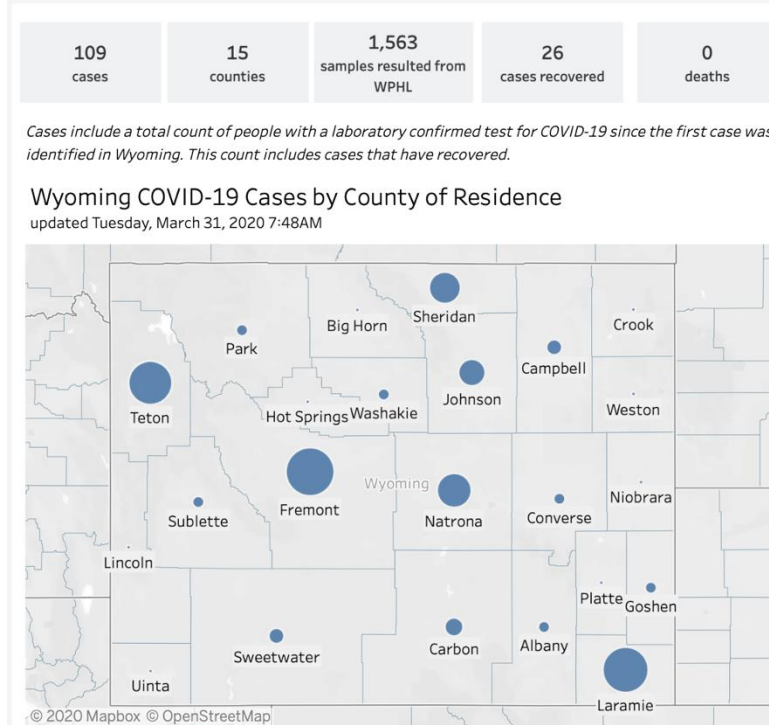 109
cases
15
counties
1,563
samples resulted from
WPHL
26
cases recovered
0
deaths
Cases include a total count of people with a laboratory confirmed test for COVID-19 since the first case was
identified in Wyoming. This count includes cases that have recovered.
Wyoming COVID-19 Cases by County of Residence
updated Tuesday, March 31, 2020 7:48AM
Sheridan
Big Horn
Crook
Park
Campbell
Johnson
Teton
Hot Springs
Washakie
Weston
Wyoming
Niobrara
Fremont
Sublette
Natrona
Converse
Lincoln
Platte
Goshen
Sweetwater
Carbon
Albany
Uinta
Laramie
© 2020 Mapbox © OpenStreetMap